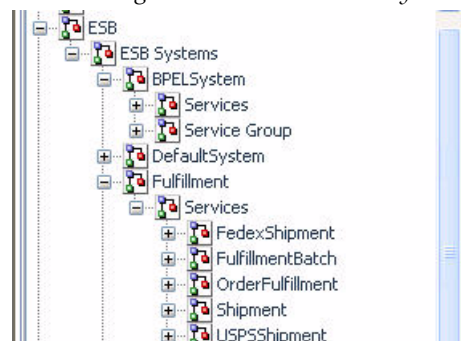 ESB
ESB Systems
BPELSystem
Services
Service Group
DefaultSystem
Fulfillment
Services
FedexShipment
FulfillmentBatch
OrderFulfillment
Shipment
USPSShipment